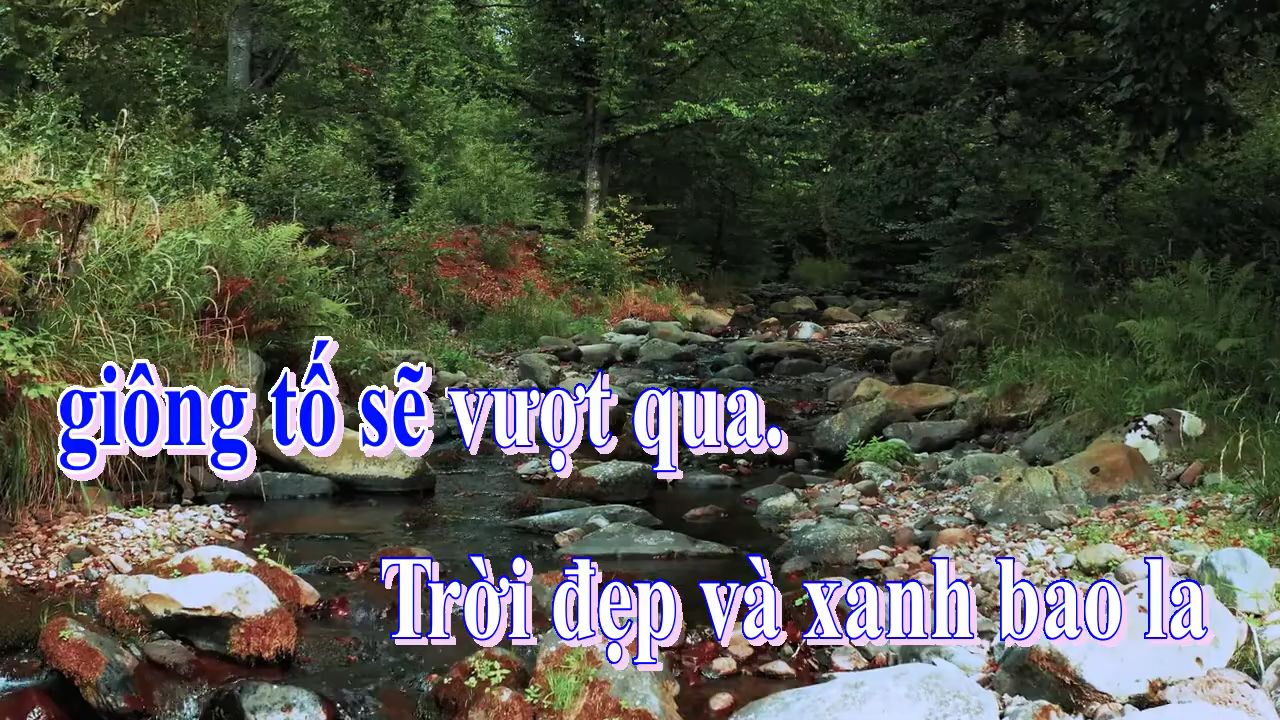 giông tố sẽ vượt qua.
Trời đẹp và xanh bao la